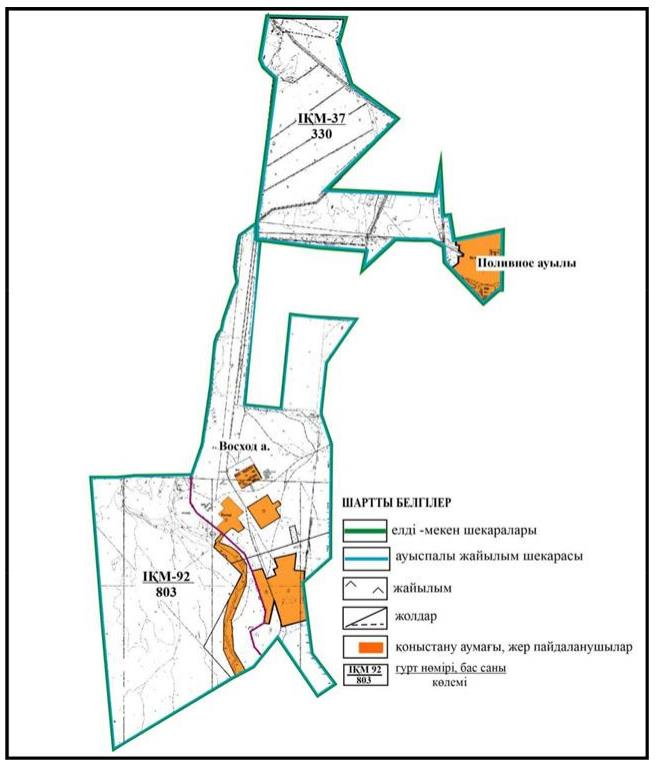 ІҚМ-37
330
Поливное ауылы
Восход а.
ІҚМ-92
803
ШАРТТЫ БЕЛГІЛЕР
елді -мекен шекаралары
ауыспалы жайылым шекарасы
жайылым
жолдар
қоныстану аумағы, жер пайдаланушылар
ІҚМ 92
803
гурт нөмірі, бас саны
көлемі